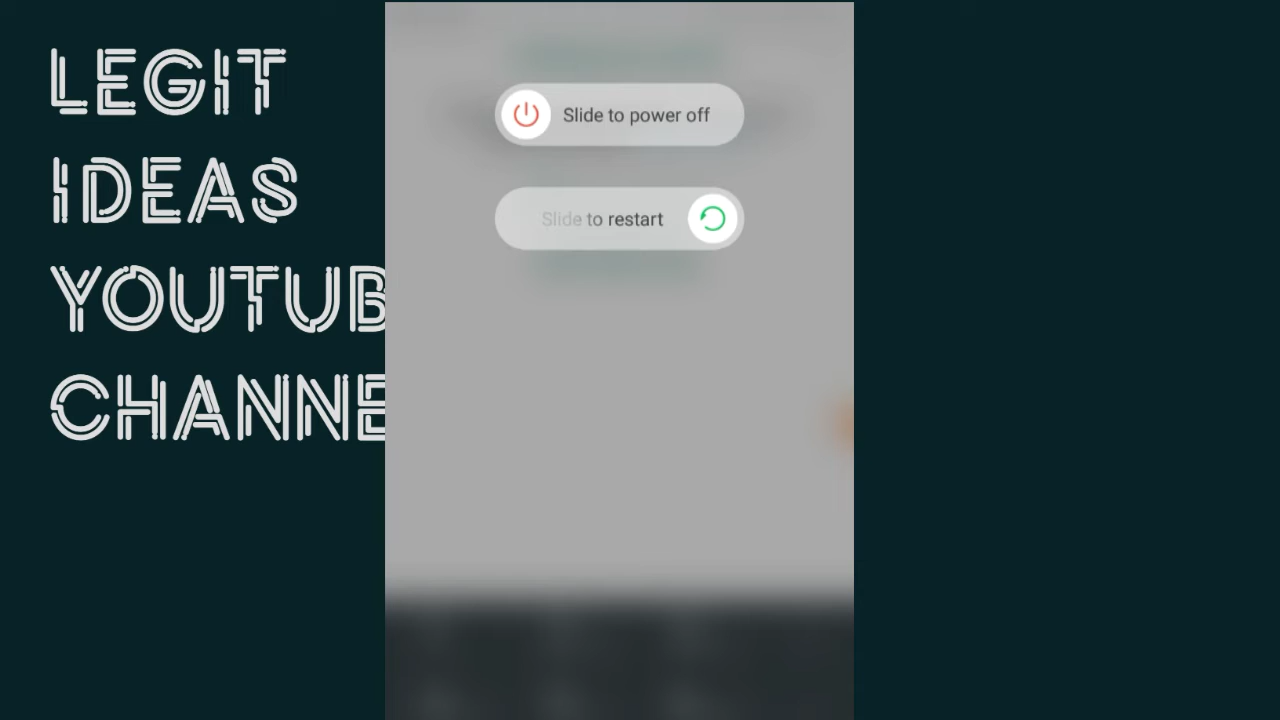 LEGIT
IDEAS
YOUTUB
CHANNE
Slide to power off
Slide to restart